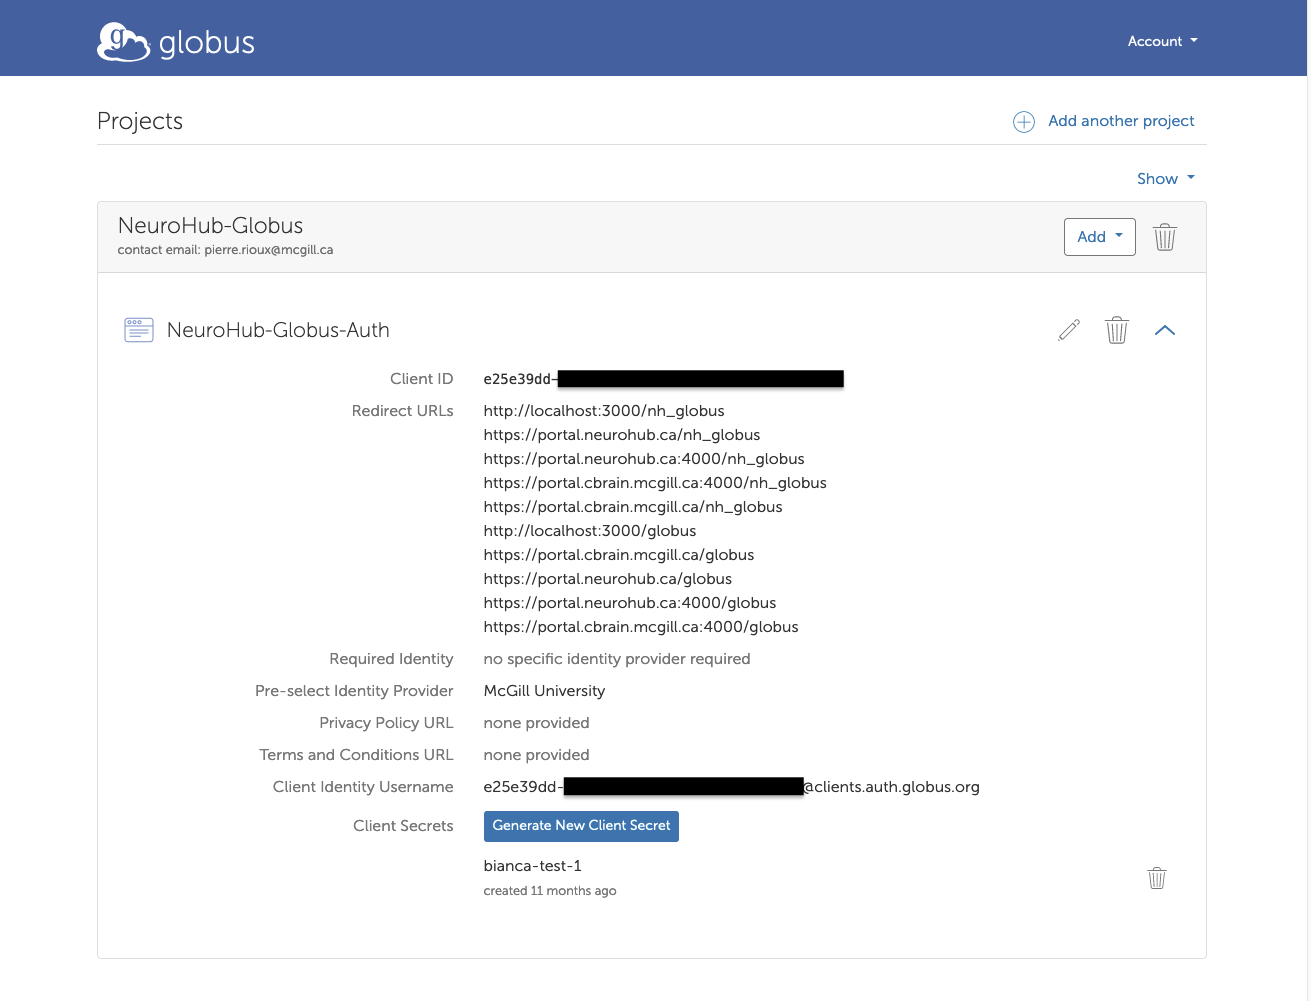 globus
Account
Projects
Add another project
Show
NeuroHub-Globus
contact email: pierre.rioux@mcgill.ca
Add
NeuroHub-Globus-Auth
Client ID e25e39dd-
Redirect URLs http://localhost:3000/nh_globus
https://portal.neurohub.ca/nh_globus
https://portal.neurohub.ca:4000/nh_globus
https://portal.cbrain.mcgill.ca:4000/nh_globus
https://portal.cbrain.mcgill.ca/nh_globus
http://localhost:3000/globus
https://portal.cbrain.mcgill.ca/globus
https://portal.neurohub.ca/globus
https://portal.neurohub.ca:4000/globus
https://portal.cbrain.mcgill.ca:4000/globus
Required Identity no specific identity provider required
Pre-select Identity Provider McGill University
Privacy Policy URL none provided
Terms and Conditions URL none provided
Client Identity Username e25e39dd- @clients.auth.globus.org
Client Secrets Generate New Client Secret
bianca-test-1
created 11 months ago